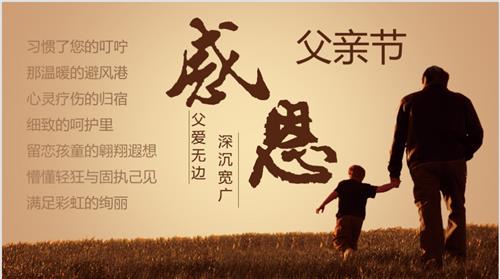 习惯了您的叮咛
那温暖的避风港
心灵疗伤的归宿
细致的呵护里
留恋孩童的翱翔遐想
懵懂轻狂与固执己见
满足彩虹的绚丽
感恩
父亲节
父爱无边
深沉宽广